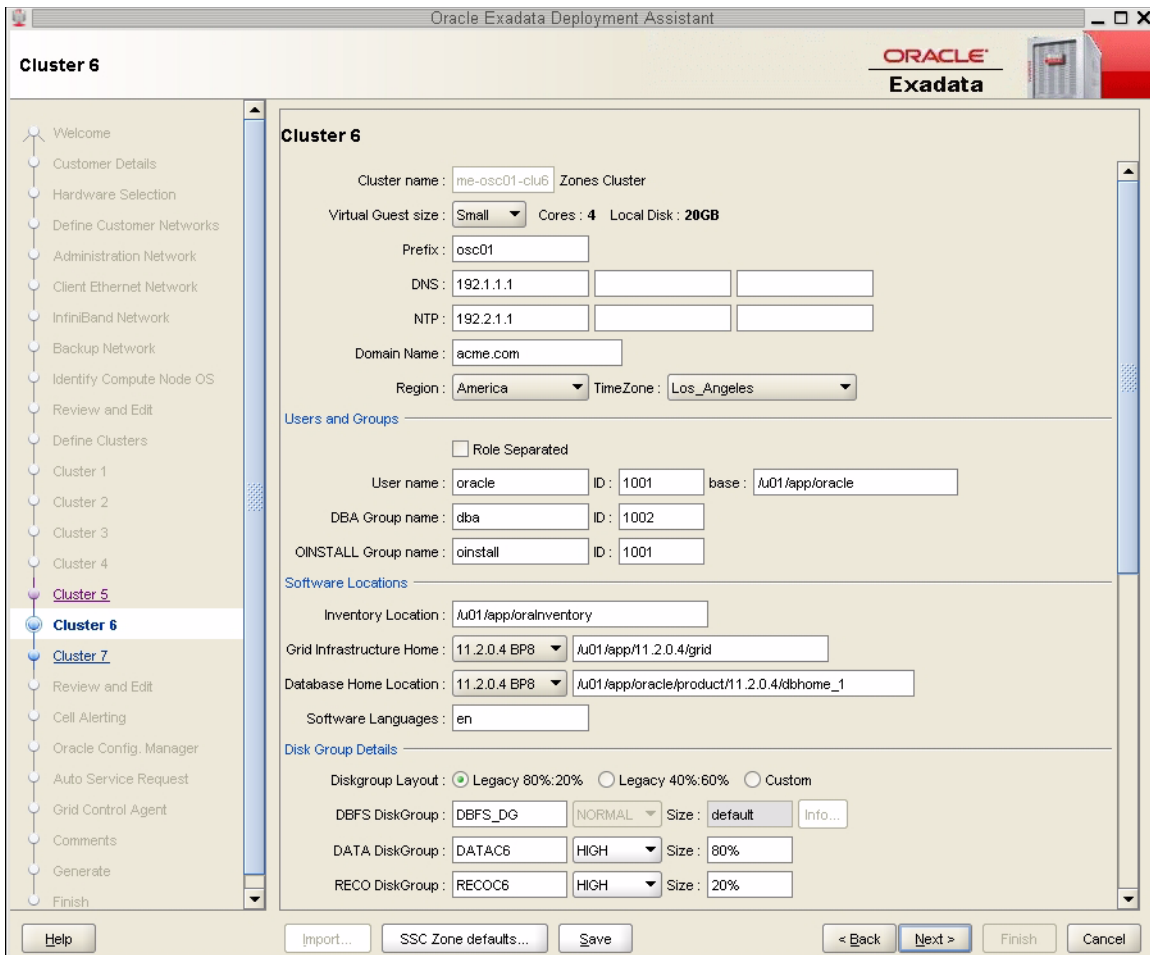 Oracle Exadata Deployment Assistant
Cluster 6
ORACLE
Exadata
Welcome
Customer Details
Hardware Selection
Define Customer Networks
Administration Network
Client Ethernet Network
InfiniBand Network
Backup Network
Identify Compute Node OS
Review and Edit
Define Clusters
Cluster 1
Cluster 2
Cluster 3
Cluster 4
Cluster 5
Cluster 6
Cluster 7
Review and Edit
Cell Alerting
Oracle Config. Manager
Auto Service Request
Grid Control Agent
Comments
Generate
Finish
Cluster 6
Cluster name : me-osc01-clu6 Zones Cluster
Virtual Guest size : Small Cores : 4 Local Disk : 20GB
Prefix : osc01
DNS : 192.1.1.1
NTP : 192.2.1.1
Domain Name : acme.com
Region : America TimeZone : Los_Angeles
Users and Groups
Role Separated
User name : oracle ID : 1001 base : /u01/app/oracle
DBA Group name : dba ID : 1002
OINSTALL Group name : oinstall ID : 1001
Software Locations
Inventory Location : /u01/app/oraInventory
Grid Infrastructure Home : 11.2.0.4 BP8 /u01/app/11.2.0.4/grid
Database Home Location : 11.2.0.4 BP8 /u01/app/oracle/product/11.2.0.4/dbhome_1
Software Languages : en
Disk Group Details
Diskgroup Layout : Legacy 80%:20% Legacy 40%:60% Custom
DBFS DiskGroup : DBFS_DG NORMAL Size : default Info...
DATA DiskGroup : DATAC6 HIGH Size : 80%
RECO DiskGroup : RECOC6 HIGH Size : 20%
Help Import... SSC Zone defaults... Save < Back Next > Finish Cancel